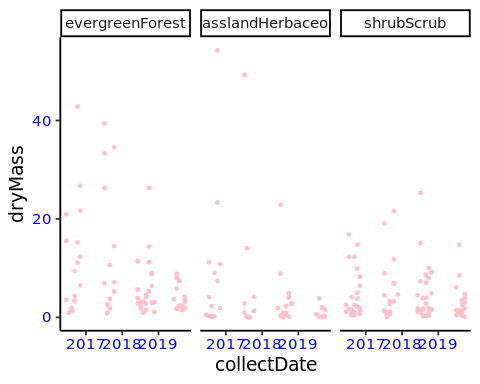 evergreenForest
asslandHerbaceo
shrubScrub
dryMass
40
20
0
2017 2018 2019
2017 2018 2019
2017 2018 2019
collectDate